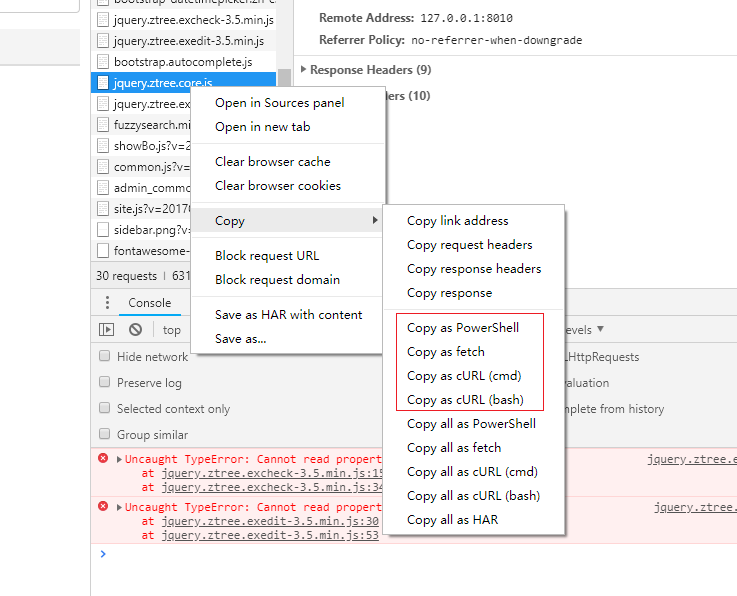 bootstrap-datetimepicker.zh-c
jquery.ztree.excheck-3.5.min.js
jquery.ztree.exedit-3.5.min.js
bootstrap.autocomplete.js
jquery.ztree.core.js
jquery.ztree.ex
fuzzysearch.mi
showBo.js?v=2
common.js?v=
admin_commo
site.js?v=2017
sidebar.png?v=
fontawesome-
30 requests | 631
Remote Address: 127.0.0.1:8010
Referrer Policy: no-referrer-when-downgrade
Response Headers (9)
ers (10)
Open in Sources panel
Open in new tab
Clear browser cache
Clear browser cookies
Copy
Block request URL
Block request domain
Save as HAR with content
Save as...
Copy link address
Copy request headers
Copy response headers
Copy response
Copy as PowerShell
Copy as fetch
Copy as cURL (cmd)
Copy as cURL (bash)
Copy all as PowerShell
Copy all as fetch
Copy all as cURL (cmd)
Copy all as cURL (bash)
Copy all as HAR
Console
top
evels
Hide network
Preserve log
Selected context only
Group similar
LHttpRequests
valuation
mplete from history
Uncaught TypeError: Cannot read propert
jquery.ztree.e
at jquery.ztree.excheck-3.5.min.js:15
at jquery.ztree.excheck-3.5.min.js:34
Uncaught TypeError: Cannot read propert
jquery.ztree.
at jquery.ztree.exedit-3.5.min.js:30
at jquery.ztree.exedit-3.5.min.js:53